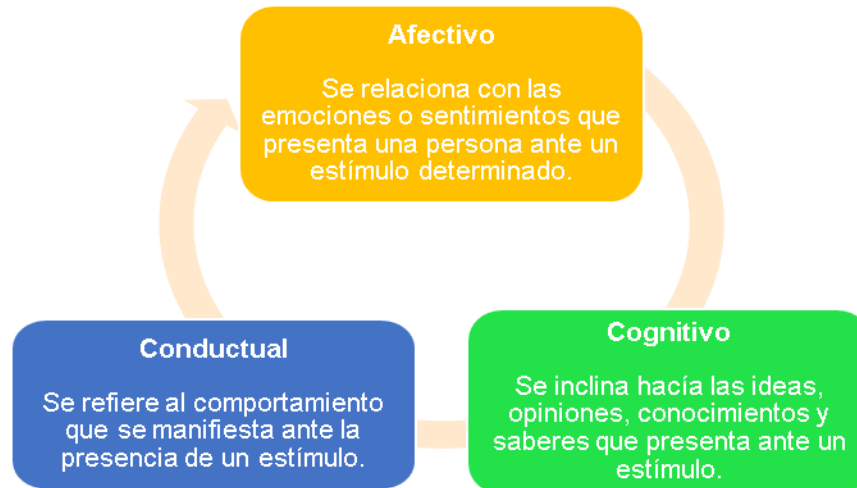 Afectivo
Se relaciona con las
emociones o sentimientos que
presenta una persona ante un
estímulo determinado.
Conductual
Se refiere al comportamiento
que se manifiesta ante la
presencia de un estímulo.
Cognitivo
Se inclina hacía las ideas,
opiniones, conocimientos y
saberes que presenta ante un
estímulo.